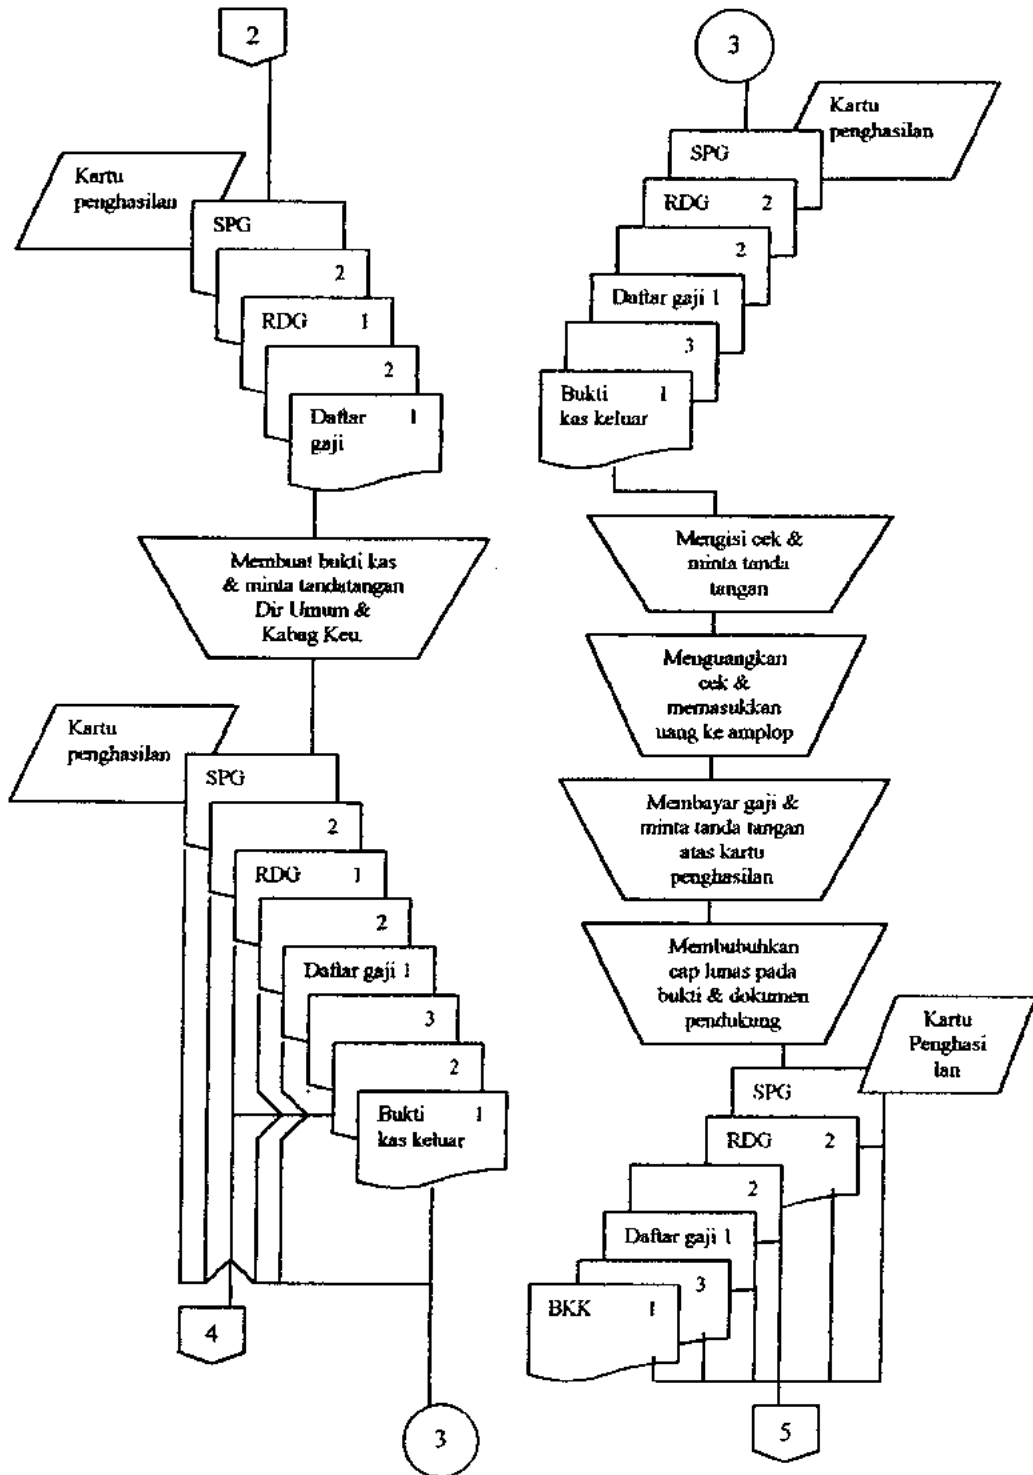 2
Kartu
penghasilan
SPG
2
RDG 1
2
Daftar 1
gaji
Membuat bukti kas
& minta tandatangan
Dir Umum &
Kabag Keu.
Kartu
penghasilan
SPG
2
RDG 1
2
Daftar gaji 1
3
2
Bukti 1
kas keluar
4
3
3
Kartu
penghasilan
SPG
RDG 2
2
Daftar gaji 1
3
Bukti 1
kas keluar
Mengisi cek &
minta tanda
tangan
Menguangkan
cek &
memasukkan
uang ke amplop
Membayar gaji &
minta tanda tangan
atas kartu
penghasilan
Membubuhkan
cap lunas pada
bukti & dokumen
pendukung
Kartu
Penghasi
lan
SPG
RDG 2
2
Daftar gaji 1
3
BKK 1
5